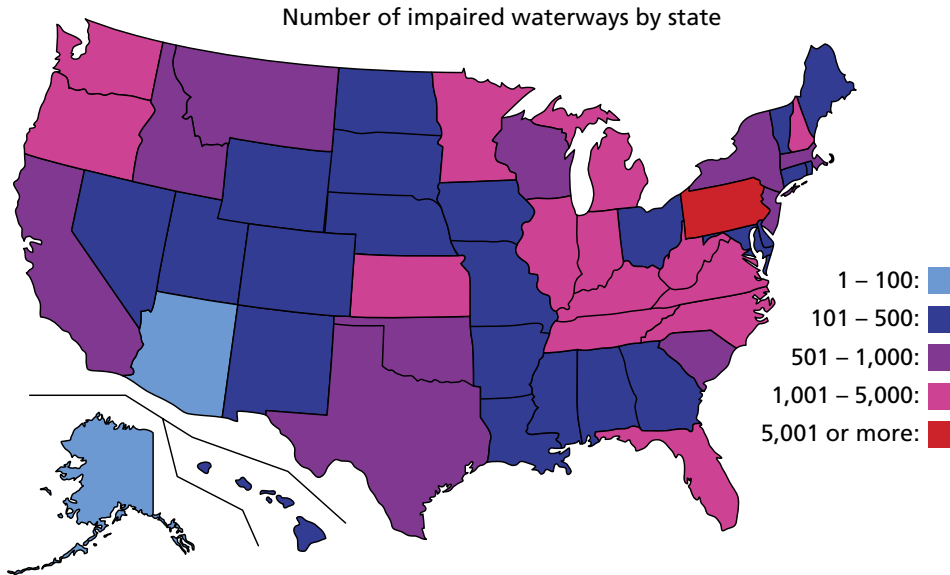 Number of impaired waterways by state
1 – 100:
101 – 500:
501 – 1,000:
1,001 – 5,000:
5,001 or more: